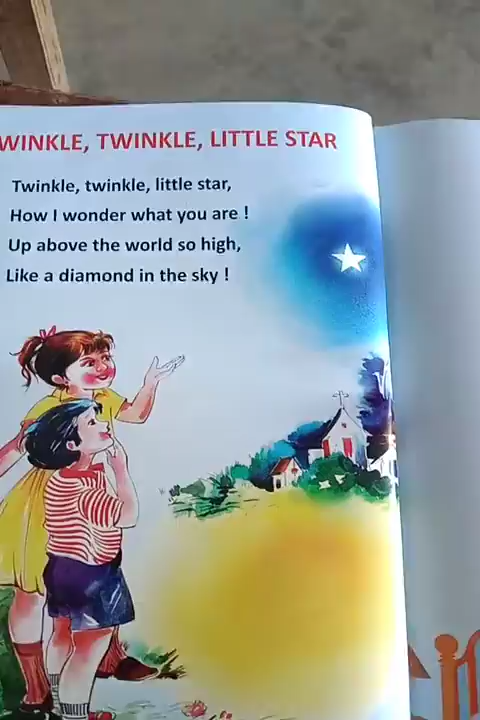 WINKLE, TWINKLE, LITTLE STAR
Twinkle, twinkle, little star,
How I wonder what you are !
Up above the world so high,
Like a diamond in the sky !